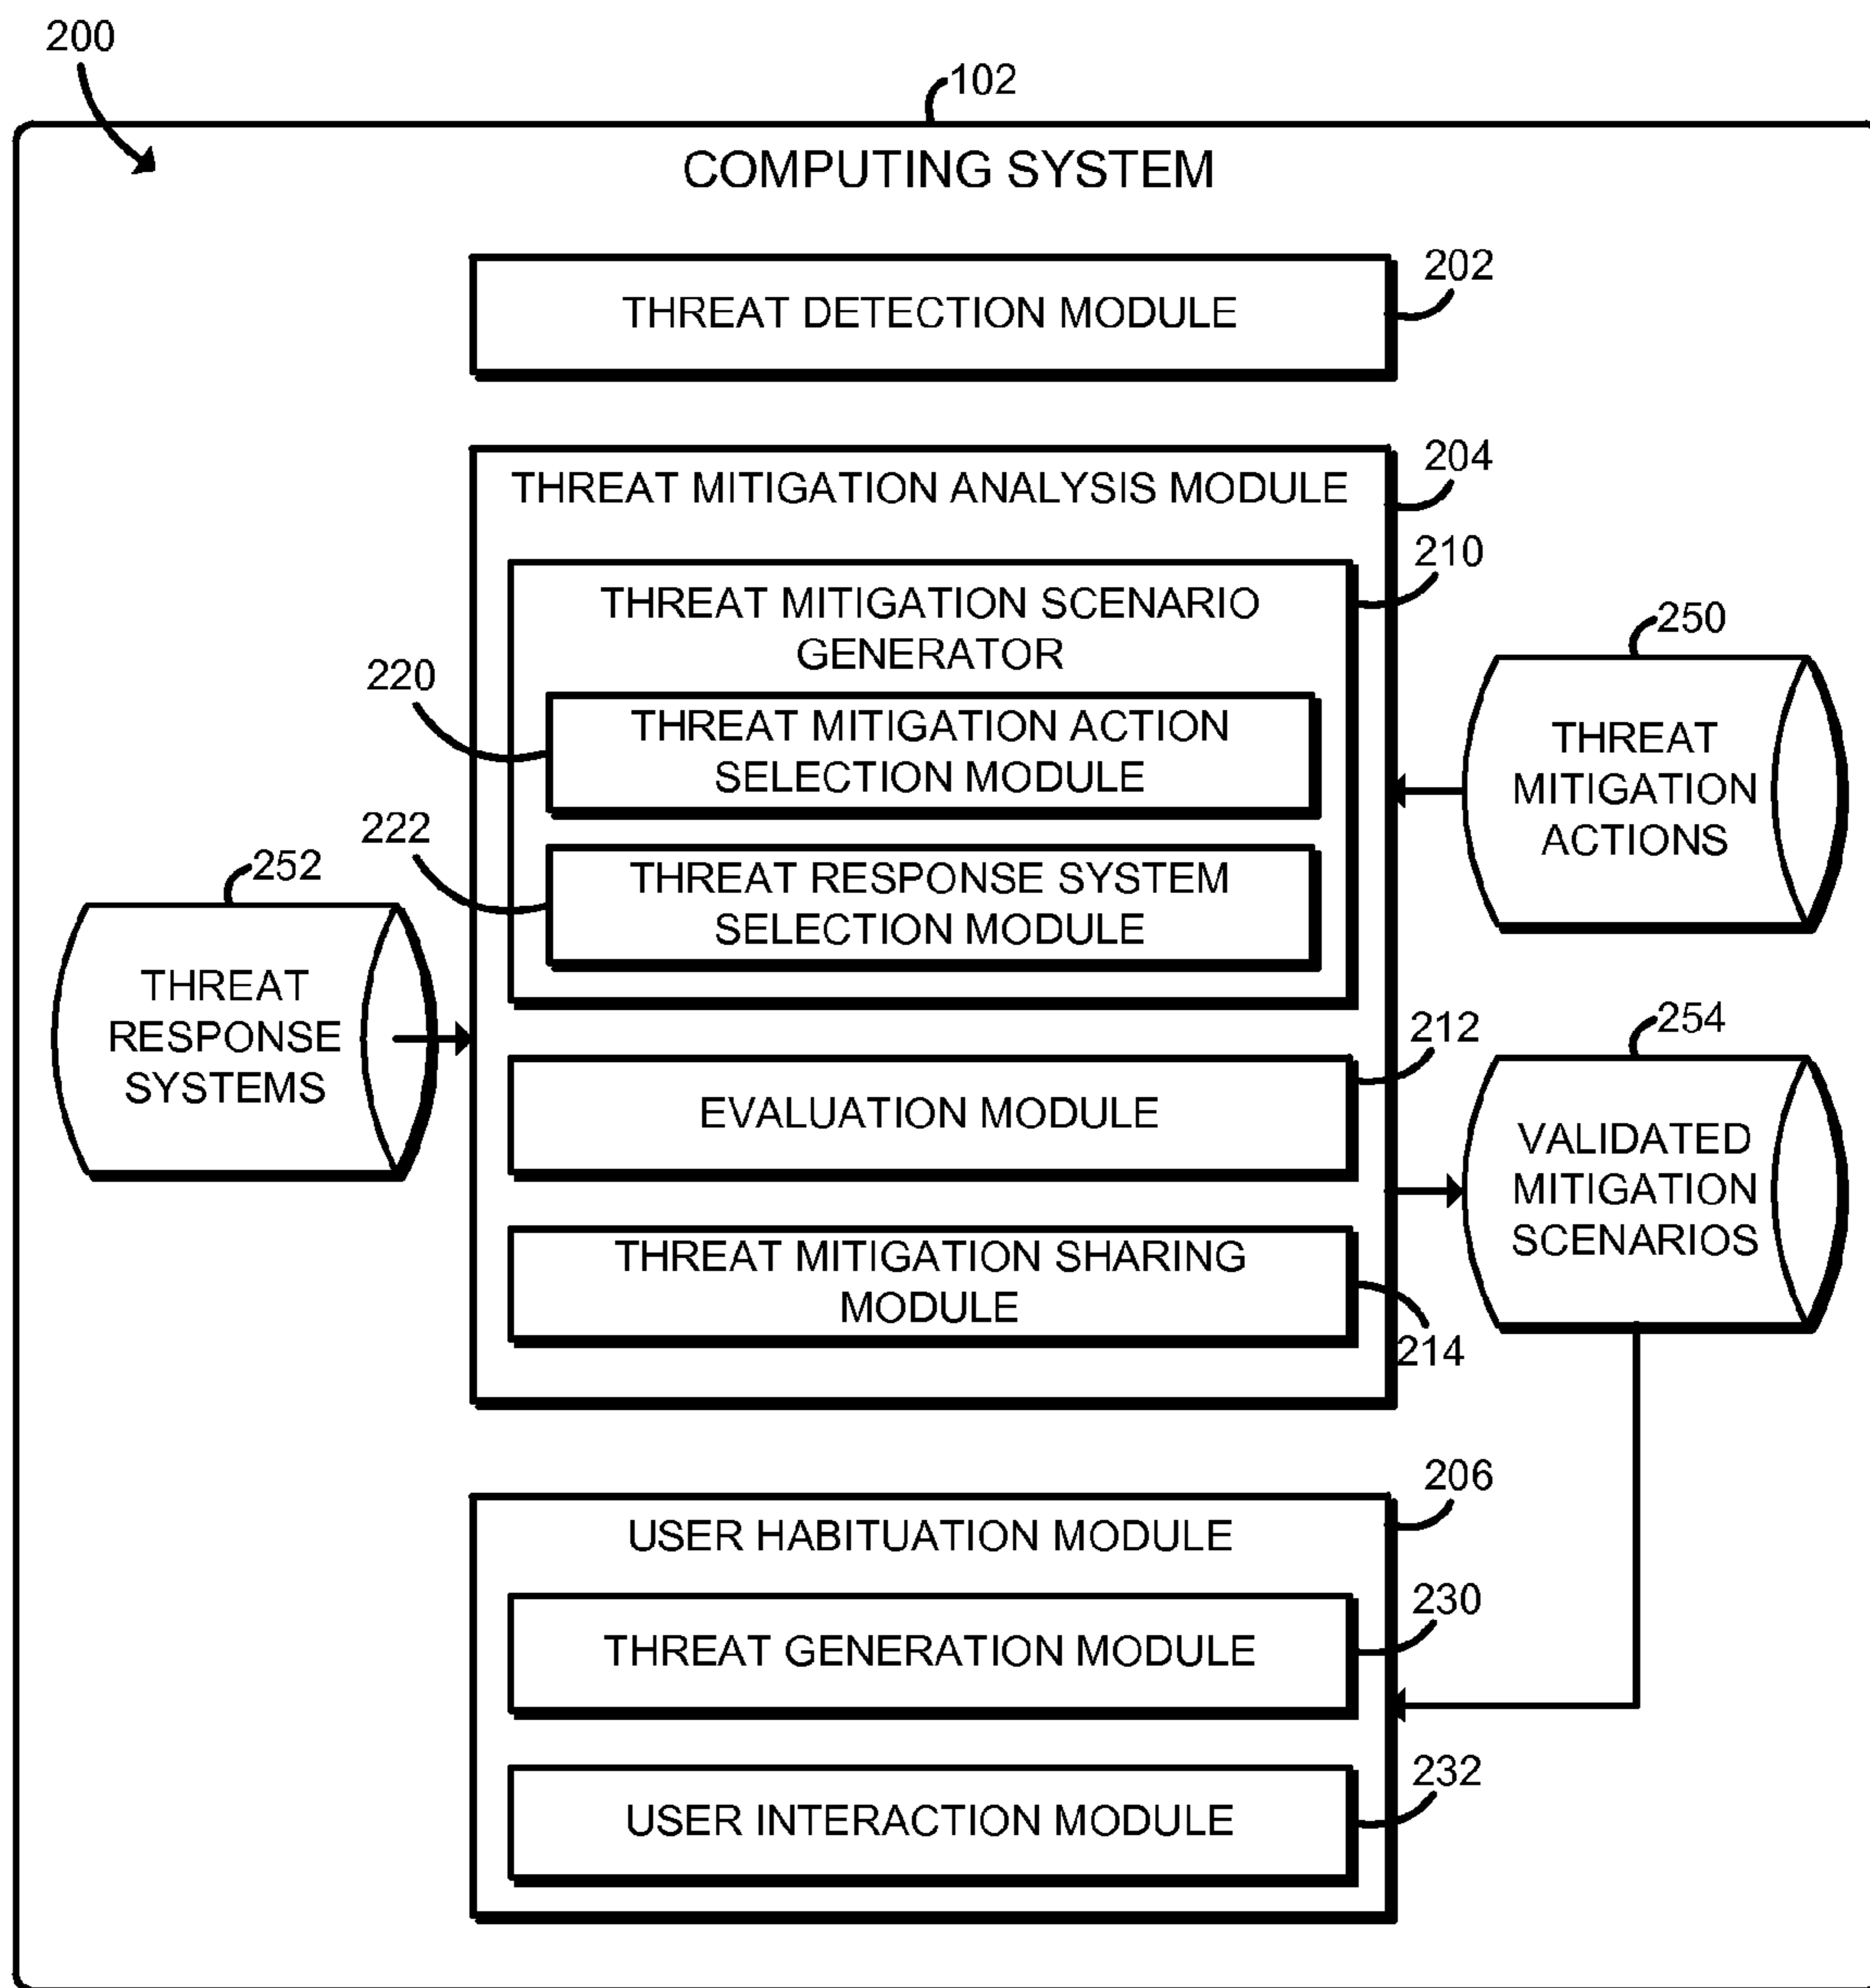 200
102
COMPUTING SYSTEM
202
THREAT DETECTION MODULE
204
THREAT MITIGATION ANALYSIS MODULE
210
THREAT MITIGATION SCENARIO
GENERATOR
220
THREAT MITIGATION ACTION
SELECTION MODULE
222
THREAT RESPONSE SYSTEM
SELECTION MODULE
250
THREAT
MITIGATION
ACTIONS
252
THREAT
RESPONSE
SYSTEMS
212
EVALUATION MODULE
254
VALIDATED
MITIGATION
SCENARIOS
THREAT MITIGATION SHARING
MODULE
214
206
USER HABITUATION MODULE
230
THREAT GENERATION MODULE
232
USER INTERACTION MODULE